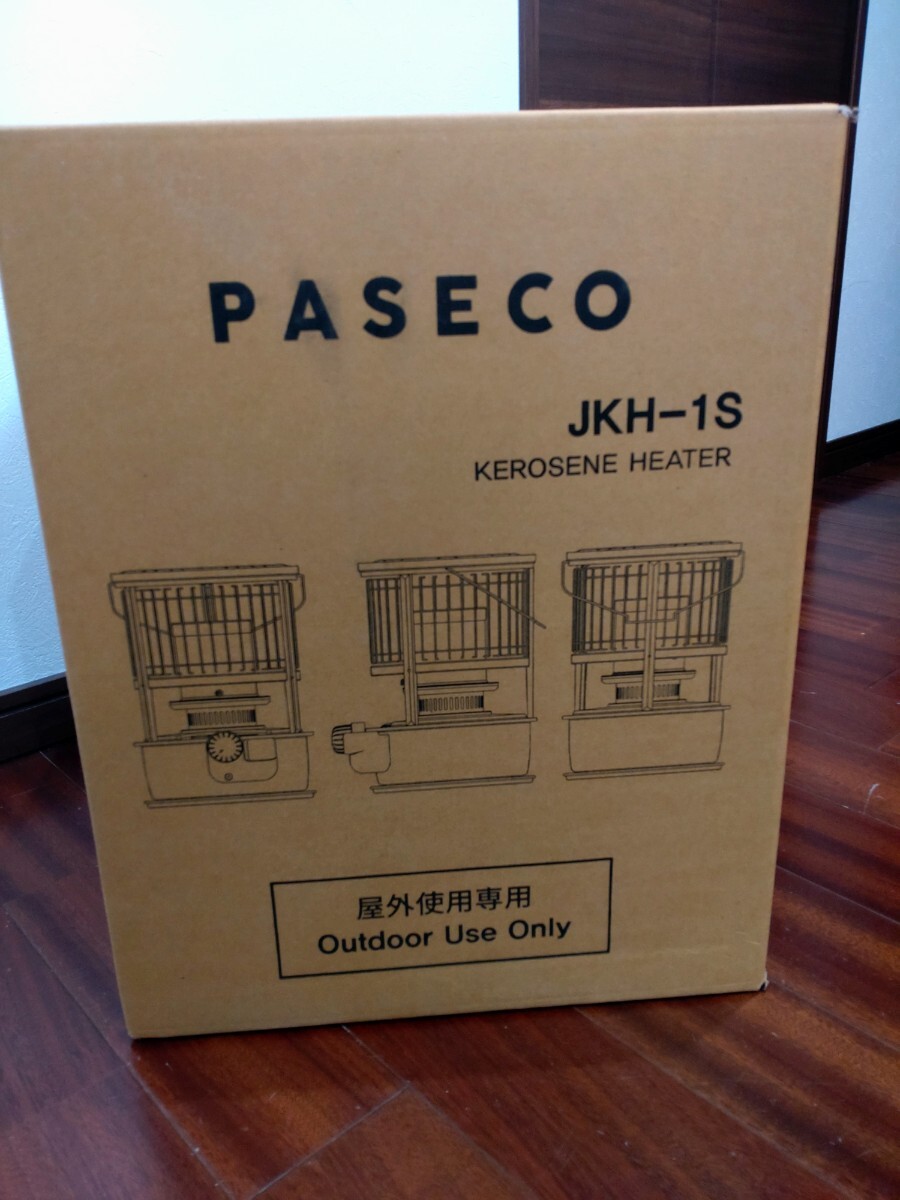 PASECO
JKH-1S
KEROSENE HEATER
屋外使用専用
Outdoor Use Only